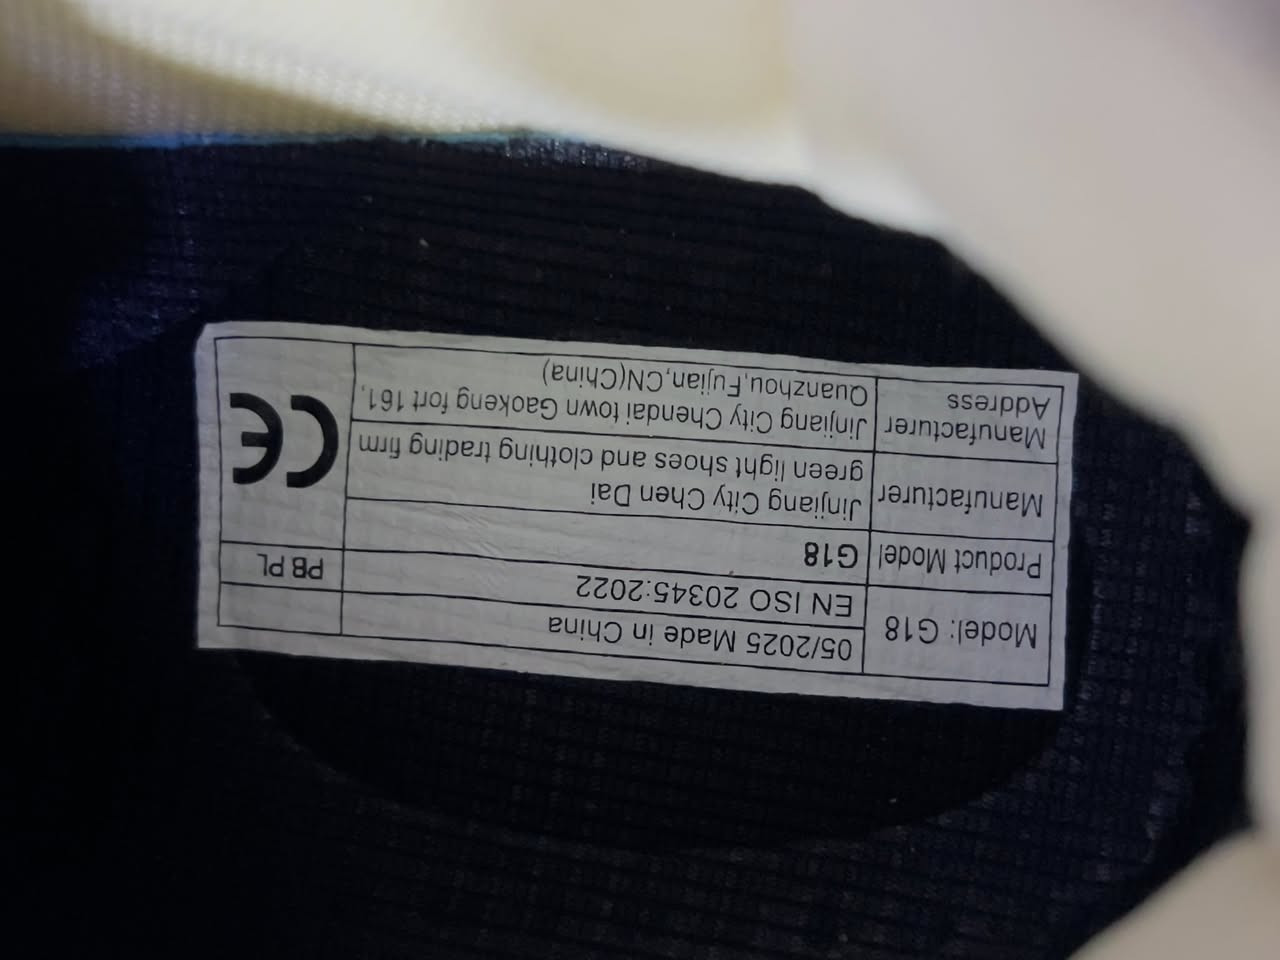 Model: G18
05/2025 Made in China
EN ISO 20345:2022
PB PL
Product Model
G18
Manufacturer
Jinjiang City Chen Dai
green light shoes and clothing trading firm
Manufacturer
Address
Jinjiang City Chendai town Gaokeng fort 161,
Quanzhou,Fujian,CN(China)
CE